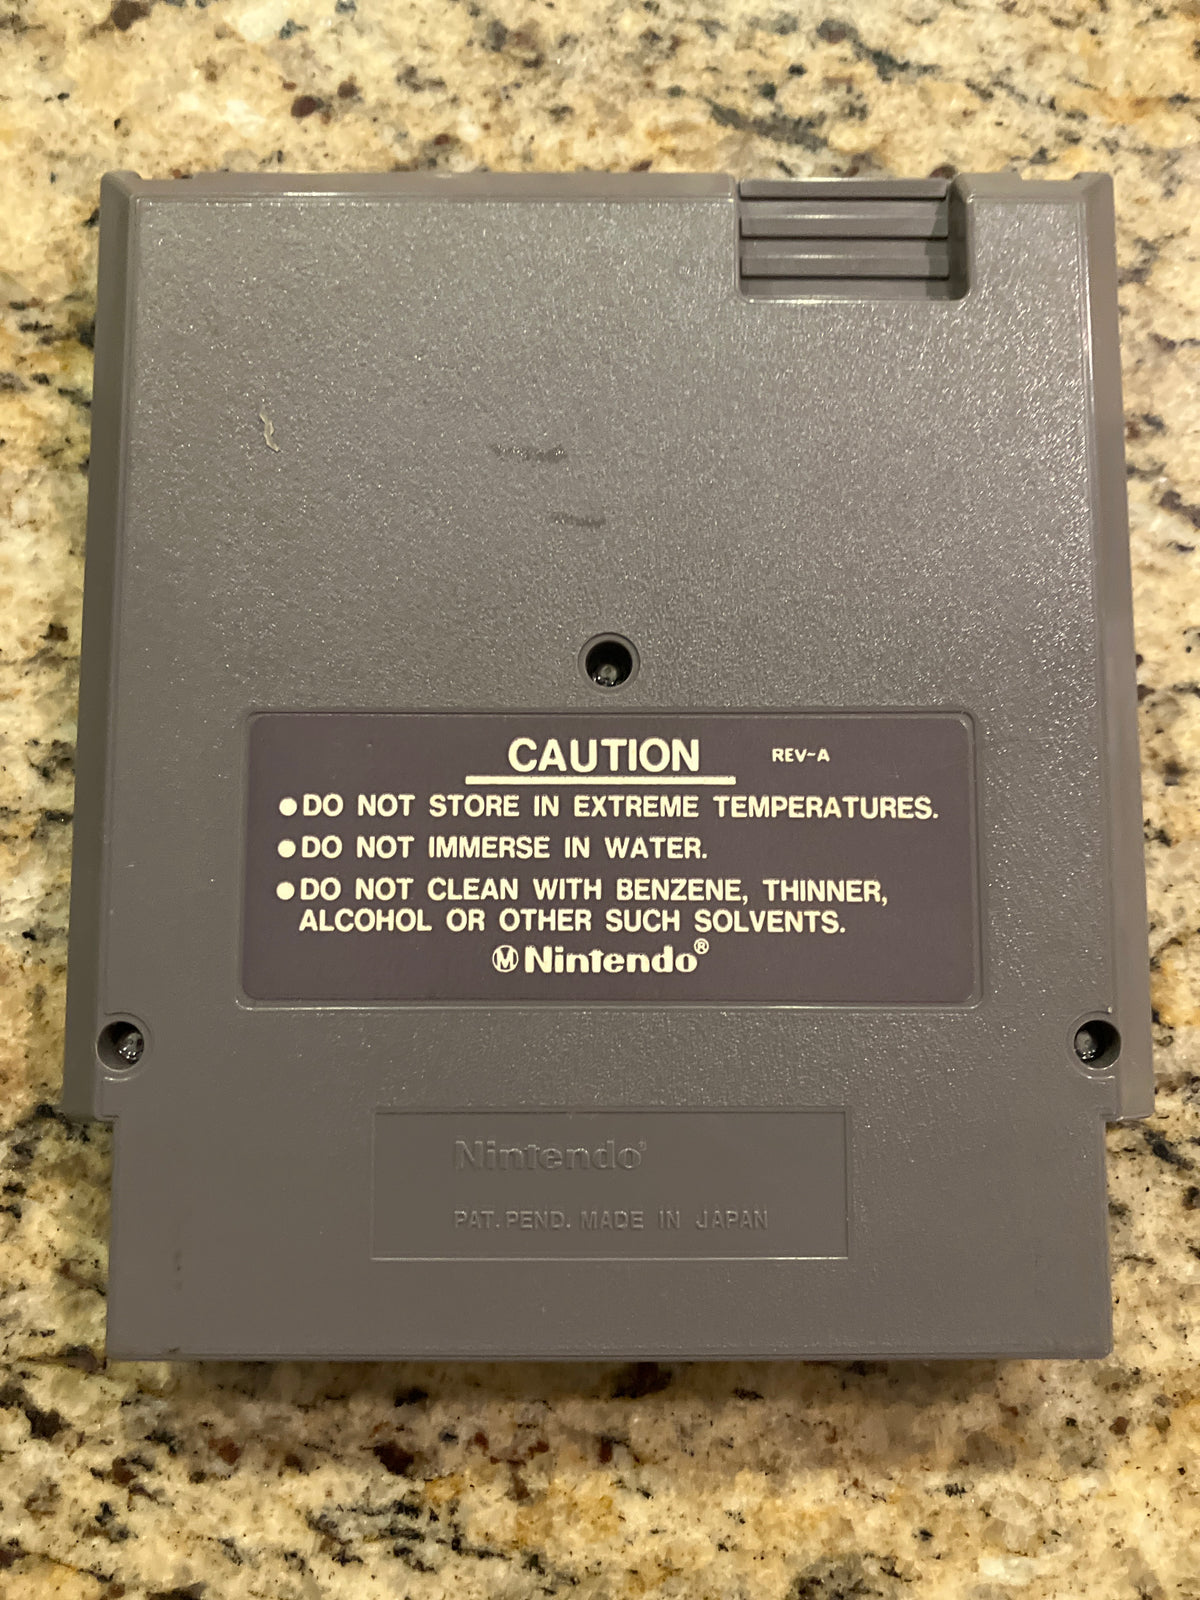 CAUTION REV-A
●DO NOT STORE IN EXTREME TEMPERATURES.
●DO NOT IMMERSE IN WATER.
●DO NOT CLEAN WITH BENZENE, THINNER,
ALCOHOL OR OTHER SUCH SOLVENTS.
Ⓜ Nintendo®
Nintendo®
PAT. PEND. MADE IN JAPAN